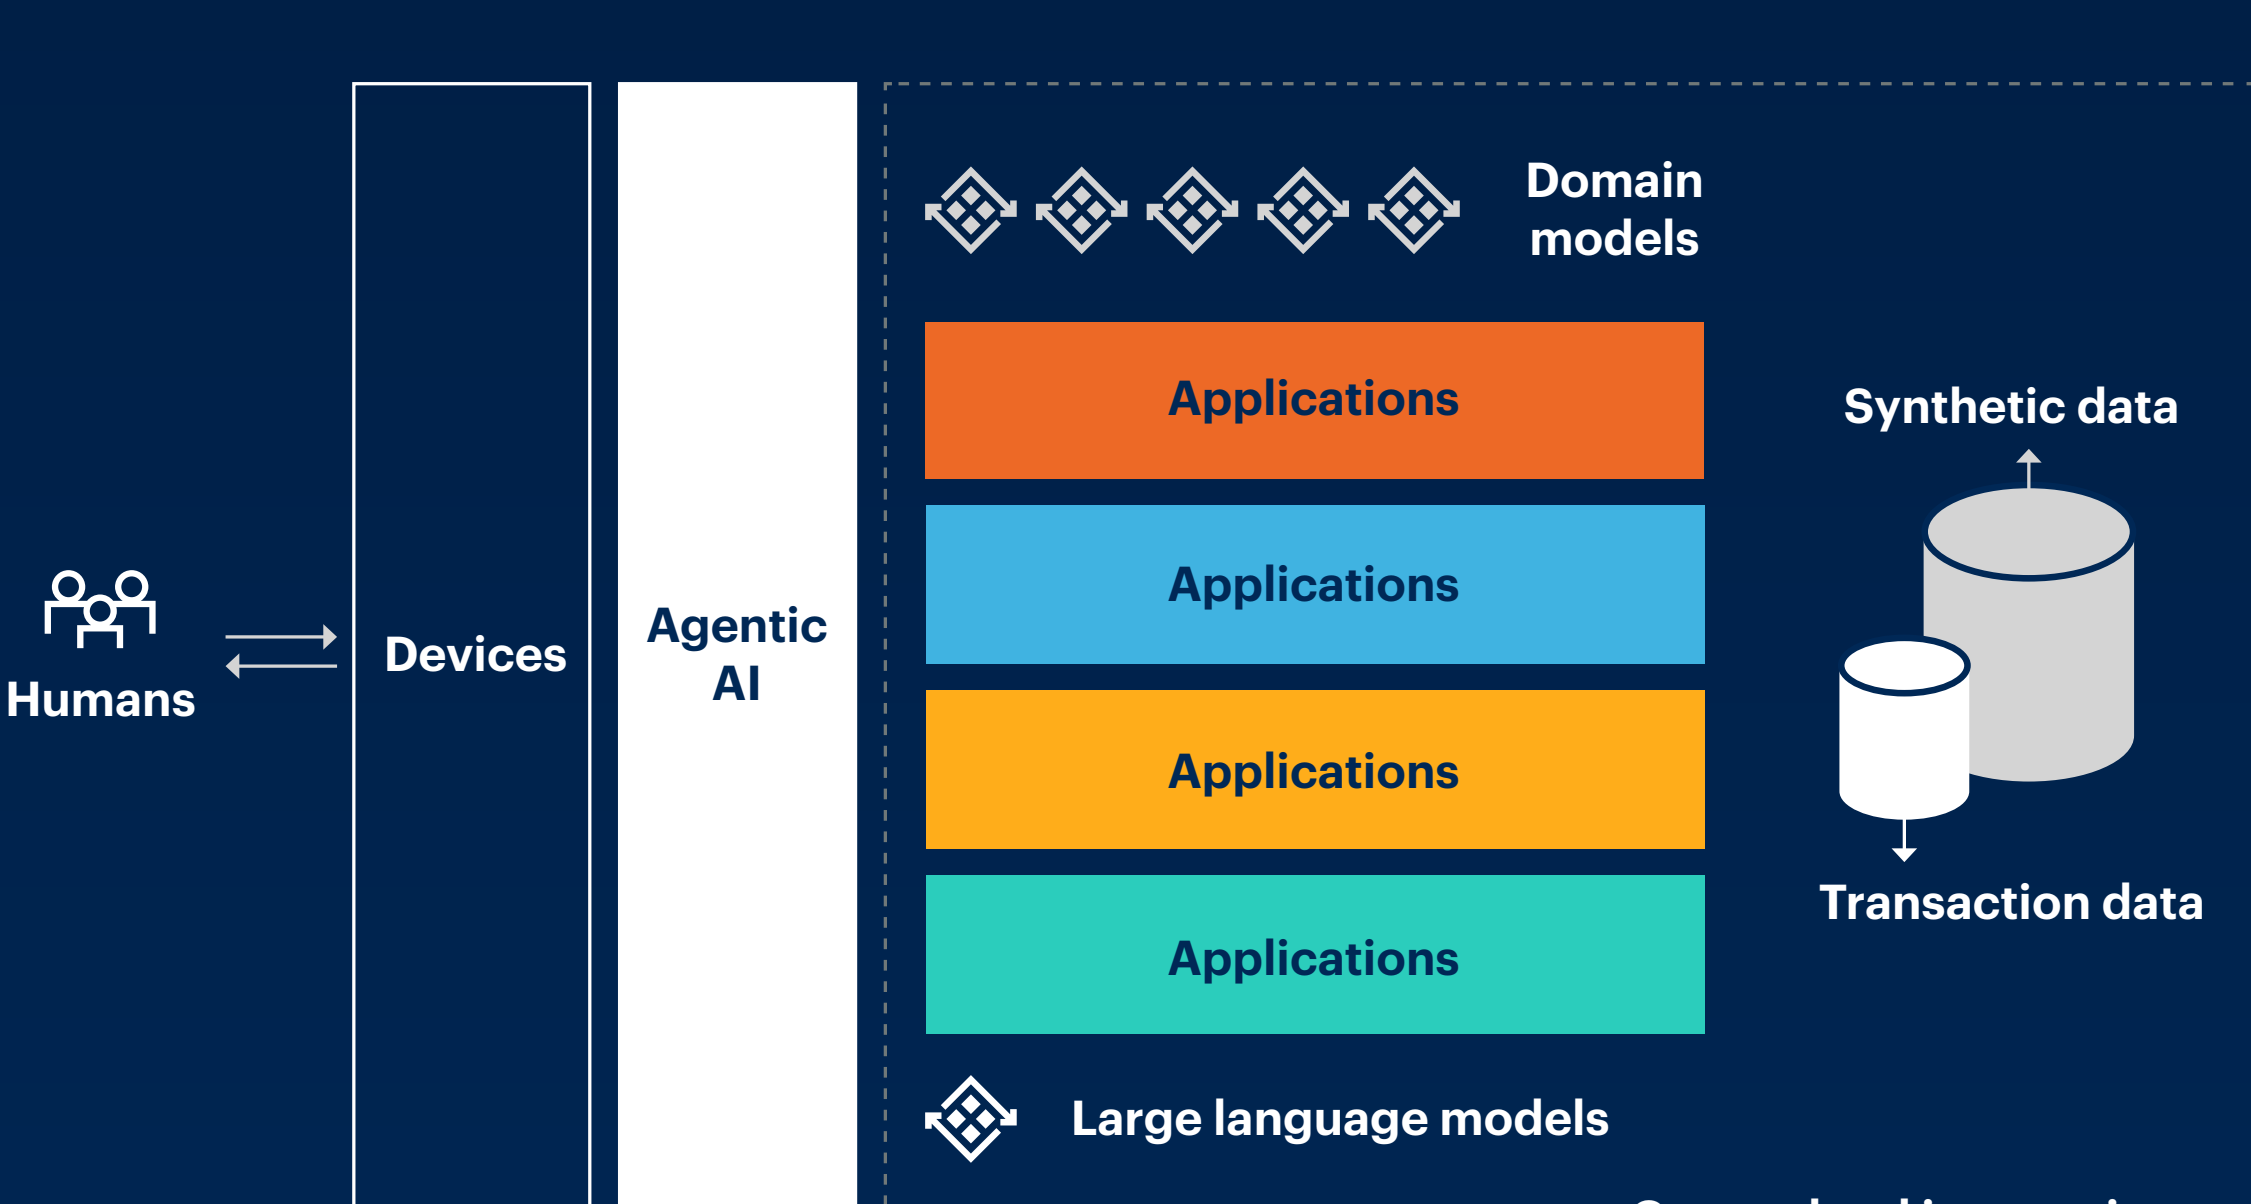 Domain
models
Applications
Synthetic data
Applications
Humans
Devices
Agentic
AI
Applications
Transaction data
Applications
Large language models